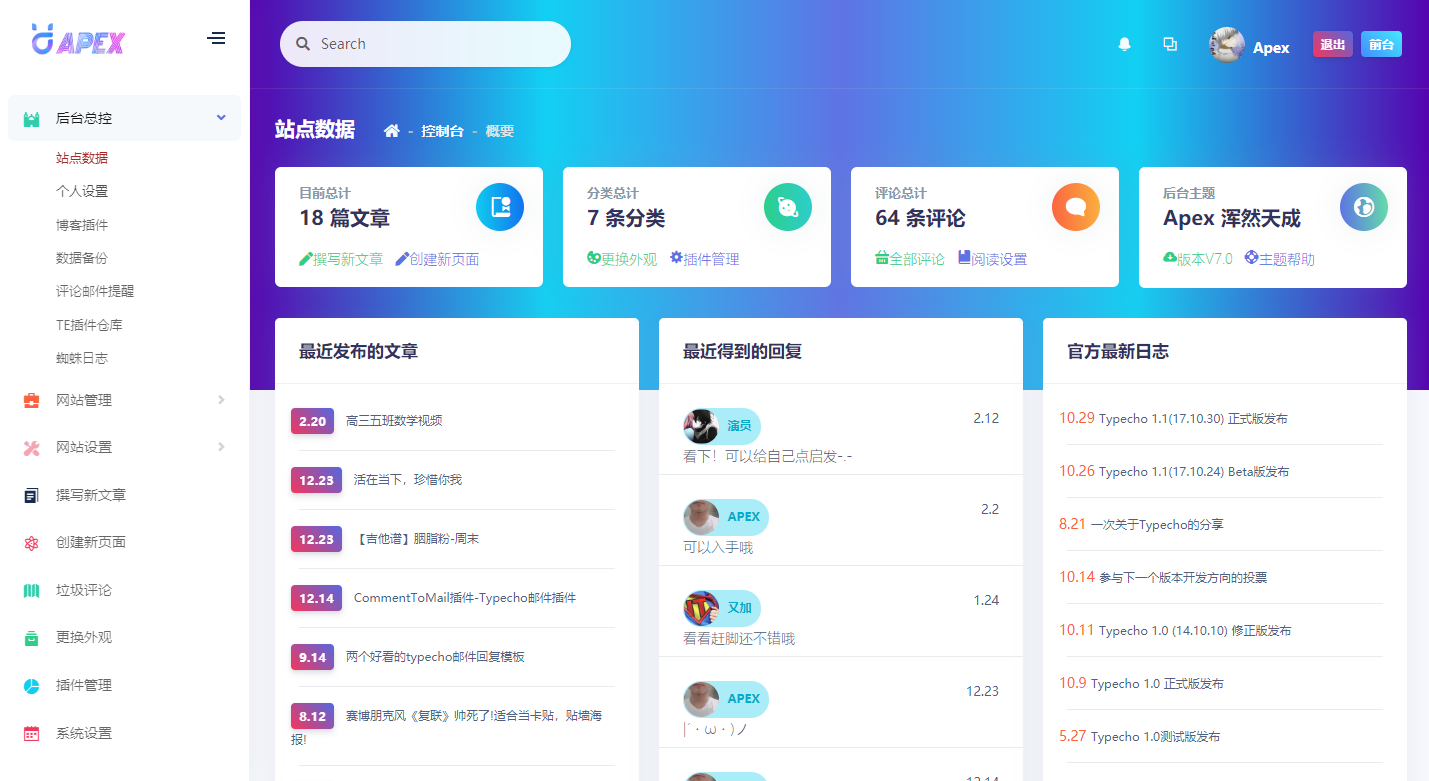 APEX
Search
Apex
退出
前台
后台总控
站点数据
个人设置
博客插件
数据备份
评论邮件提醒
TE插件仓库
蜘蛛日志
网站管理
网站设置
撰写新文章
创建新页面
垃圾评论
更换外观
插件管理
系统设置
站点数据 - 控制台 - 概要
目前总计
18 篇文章
撰写新文章 创建新页面
分类总计
7 条分类
更换外观 插件管理
评论总计
64 条评论
全部评论 阅读设置
后台主题
Apex 浑然天成
版本V7.0 主题帮助
最近发布的文章
2.20 高三五班数学视频
12.23 活在当下，珍惜你我
12.23 【吉他谱】胭脂粉-周末
12.14 CommentToMail插件-Typecho邮件插件
9.14 两个好看的typecho邮件回复模板
8.12 赛博朋克风《复联》帅死了!适合当卡贴，贴墙海
报!
最近得到的回复
演员 2.12
看下！可以给自己点启发-.-
APEX 2.2
可以入手哦
又加 1.24
看看赶脚还不错哦
APEX 12.23
|´・ω・)ノ
官方最新日志
10.29 Typecho 1.1(17.10.30) 正式版发布
10.26 Typecho 1.1(17.10.24) Beta版发布
8.21 一次关于Typecho的分享
10.14 参与下一个版本开发方向的投票
10.11 Typecho 1.0 (14.10.10) 修正版发布
10.9 Typecho 1.0 正式版发布
5.27 Typecho 1.0测试版发布